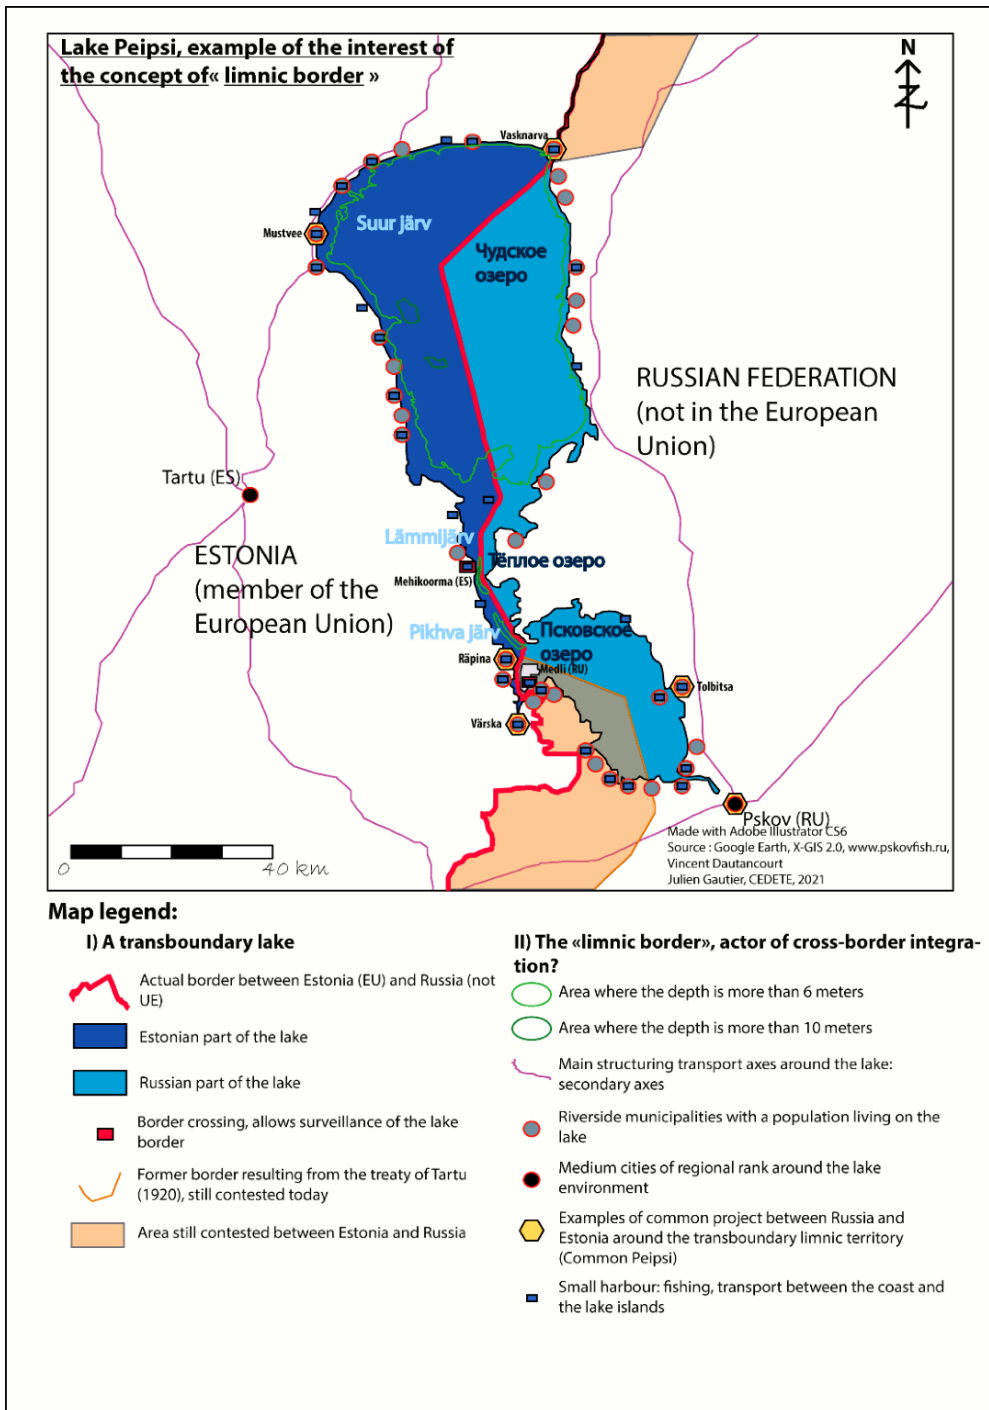 Lake Peipsi, example of the interest of
the concept of« limnic border »
N
Vasknarva
Suur järv
Mustvee
Чудское
озеро
RUSSIAN FEDERATION
(not in the European
Union)
Tartu (ES)
Lämmijärv
ESTONIA
(member of the
European Union)
Тёплое озеро
Mehikoorma (ES)
Pikhva järv
Псковское
озеро
Räpina
Medli (RU)
Tolbitsa
Värska
Pskov (RU)
Made with Adobe Illustrator CS6
Source : Google Earth, X-GIS 2.0, www.pskovfish.ru,
Vincent Dautancourt
Julien Gautier, CEDETE, 2021
0
40 km
Map legend:
I) A transboundary lake
Actual border between Estonia (EU) and Russia (not
UE)
Estonian part of the lake
Russian part of the lake
Border crossing, allows surveillance of the lake
border
Former border resulting from the treaty of Tartu
(1920), still contested today
Area still contested between Estonia and Russia
II) The «limnic border», actor of cross-border integra-
tion?
Area where the depth is more than 6 meters
Area where the depth is more than 10 meters
Main structuring transport axes around the lake:
secondary axes
Riverside municipalities with a population living on the
lake
Medium cities of regional rank around the lake
environment
Examples of common project between Russia and
Estonia around the transboundary limnic territory
(Common Peipsi)
Small harbour: fishing, transport between the coast and
the lake islands